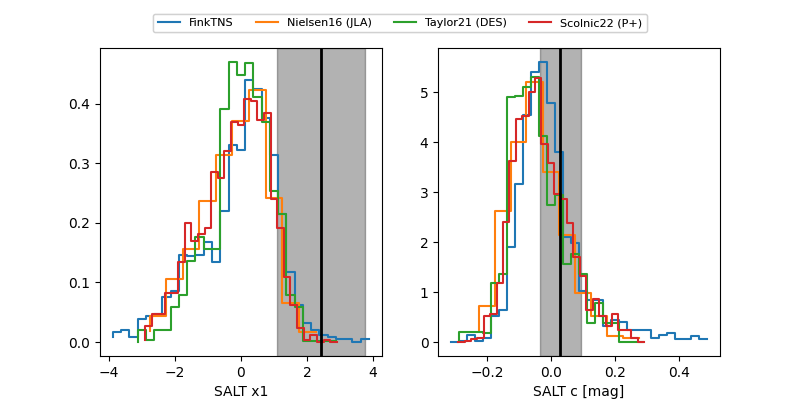 FinkTNS Nielsen16 (JLA) Taylor21 (DES) Scolnic22 (P+)
0.4
0.3
0.2
0.1
0.0
−4 −2 0 2 4
SALT x1
5
4
3
2
1
0
−0.2 0.0 0.2 0.4
SALT c [mag]